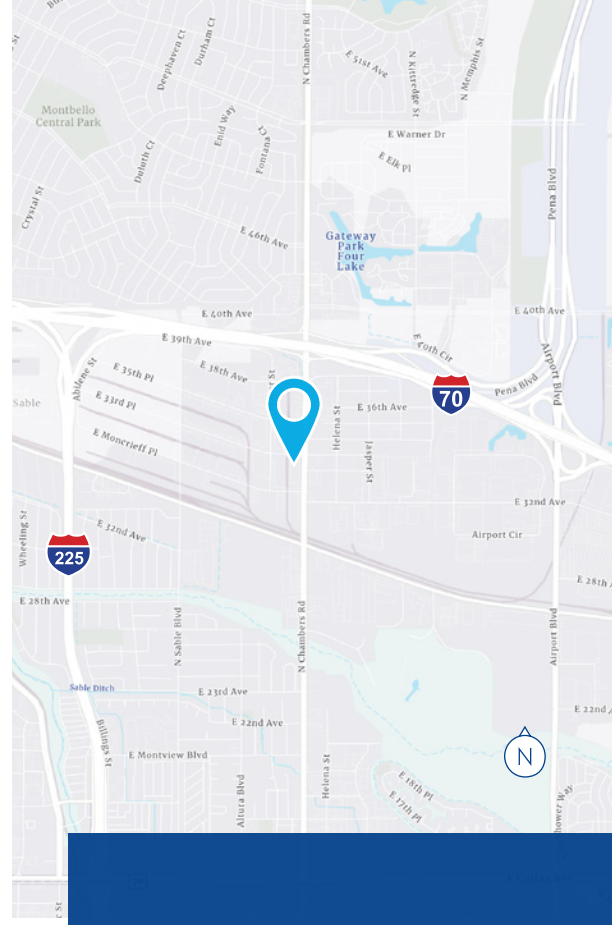 Deephaven Ct
Durham Ct
N Chambers Rd
E 51st Ave
N Kittredge St
N Memphis St
Montbello
Central Park
Enid Way
Fontana Ct
E Warner Dr
Duluth Ct
E Elk Pl
Crystal St
Pena Blvd
E 46th Ave
Gateway
Park
Four
Lake
E 40th Ave
E 40th Ave
E 39th Ave
E 40th Cir
Airport Blvd
Abilene St
E 35th Pl
E 38th Ave
Pena Blvd
70
Sable
E 33rd Pl
E 36th Ave
Helena St
E Moncrieff Pl
Jasper St
E 32nd Ave
Wheeling St
E 32nd Ave
Airport Cir
225
E 28th
E 28th Ave
N Sable Blvd
N Chambers Rd
Airport Blvd
Sable Ditch
E 23rd Ave
E 22nd
E 22nd Ave
Billings St
E Montview Blvd
N
Helena St
Altura Blvd
E 18th Pl
E 17th Pl
Way